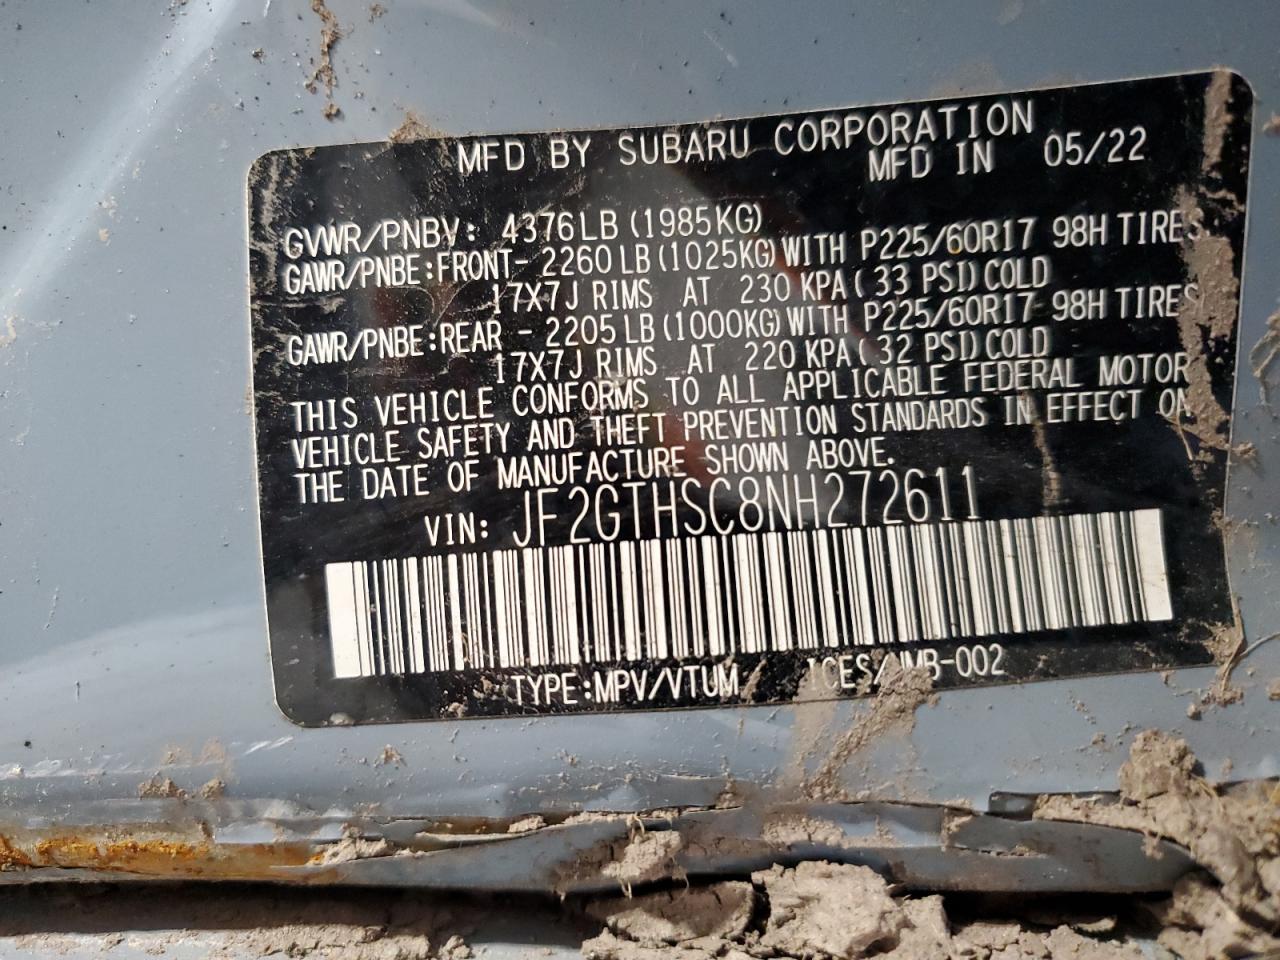 MFD BY SUBARU CORPORATION
MFD IN 05/22
GVWR/PNBV: 4376LB(1985KG)
GAWR/PNBE:FRONT- 2260LB(1025KG)WITH P225/60R17 98H TIRES
17X7J RIMS AT 230 KPA( 33 PSI)COLD
GAWR/PNBE:REAR - 2205LB(1000KG)WITH P225/60R17 98H TIRES
17X7J RIMS AT 220 KPA( 32 PSI)COLD
THIS VEHICLE CONFORMS TO ALL APPLICABLE FEDERAL MOTOR
VEHICLE SAFETY AND THEFT PREVENTION STANDARDS IN EFFECT ON
THE DATE OF MANUFACTURE SHOWN ABOVE.
VIN: JF2GTHSC8NH272611
TYPE:MPV/VTUM ICES/NMB-002